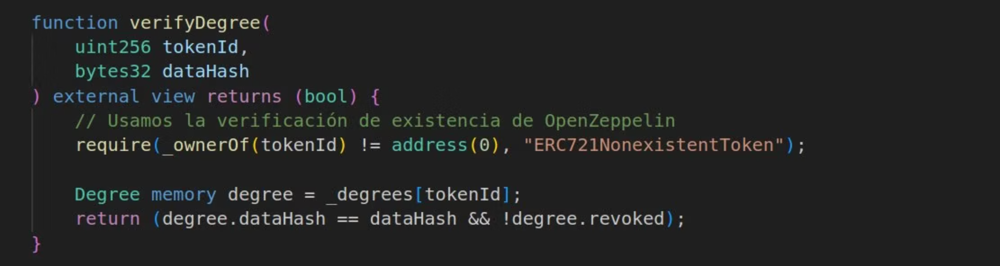 function verifyDegree(
    uint256 tokenId,
    bytes32 dataHash
) external view returns (bool) {
    // Usamos la verificación de existencia de OpenZeppelin
    require(_ownerOf(tokenId) != address(0), "ERC721NonexistentToken");

    Degree memory degree = _degrees[tokenId];
    return (degree.dataHash == dataHash && !degree.revoked);
}